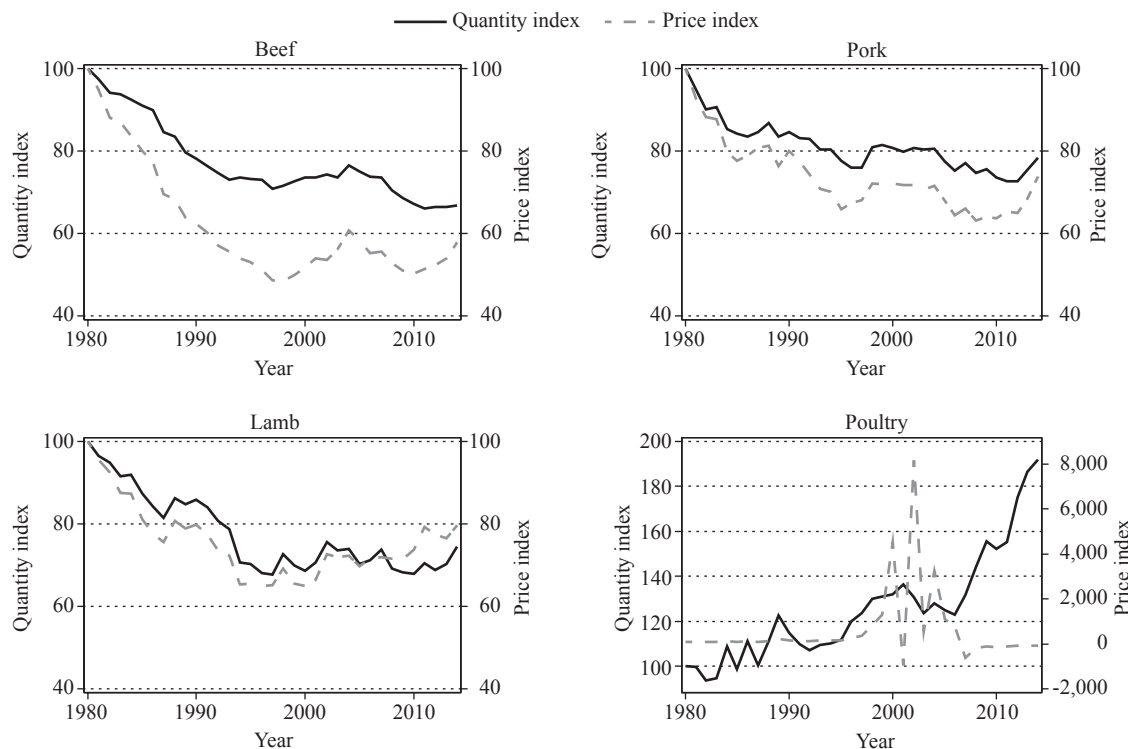 Quantity index Price index
Beef
100
80
60
40
Quantity index
100
80
60
40
Price index
1980 1990 2000 2010
Year
Pork
100
80
60
40
Quantity index
100
80
60
40
Price index
1980 1990 2000 2010
Year
Lamb
100
80
60
40
Quantity index
100
80
60
40
Price index
1980 1990 2000 2010
Year
Poultry
200
180
160
140
120
100
Quantity index
8,000
6,000
4,000
2,000
0
-2,000
Price index
1980 1990 2000 2010
Year